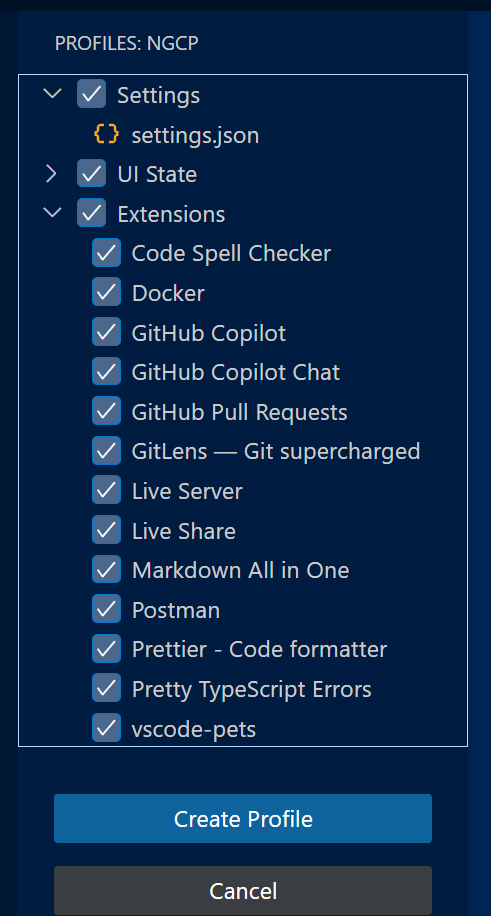 PROFILES: NGCP
Settings
settings.json
UI State
Extensions
Code Spell Checker
Docker
GitHub Copilot
GitHub Copilot Chat
GitHub Pull Requests
GitLens — Git supercharged
Live Server
Live Share
Markdown All in One
Postman
Prettier - Code formatter
Pretty TypeScript Errors
vscode-pets
Create Profile
Cancel